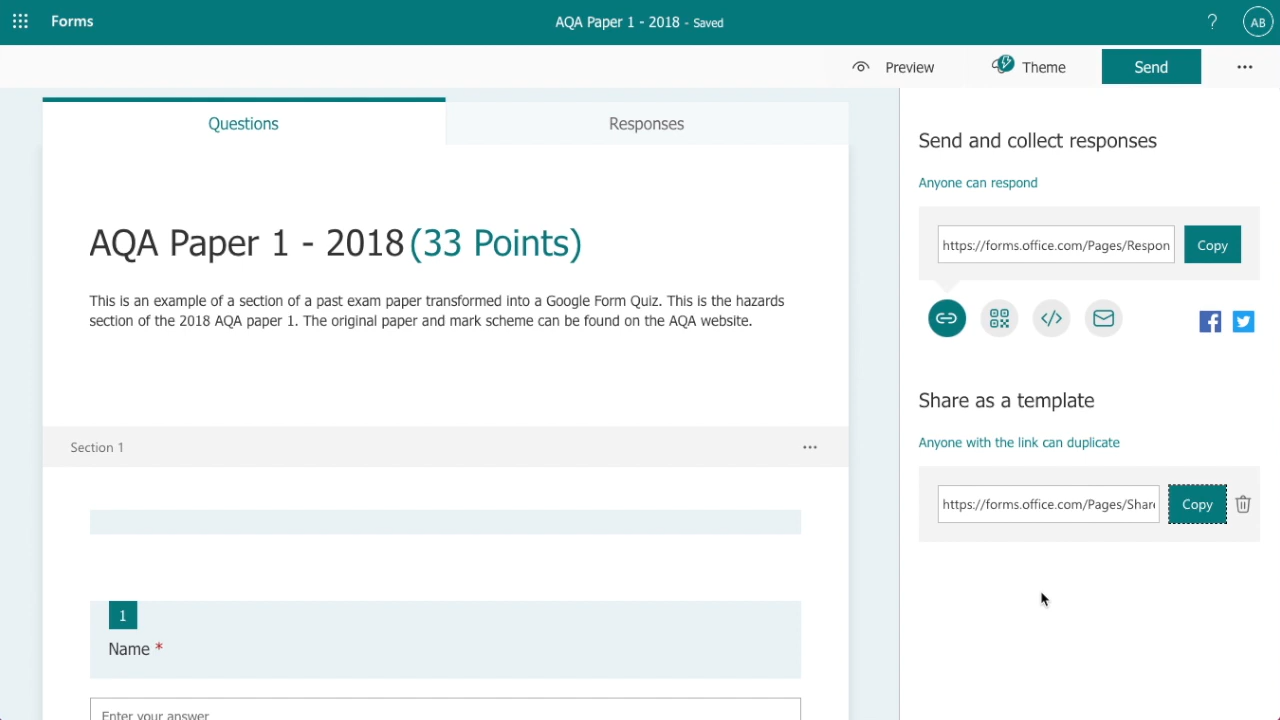 Forms
AQA Paper 1 - 2018 - Saved
?
AB
Preview
Theme
Send
Questions
Responses
AQA Paper 1 - 2018 (33 Points)
This is an example of a section of a past exam paper transformed into a Google Form Quiz. This is the hazards
section of the 2018 AQA paper 1. The original paper and mark scheme can be found on the AQA website.
Section 1
1
Name *
Enter your answer
Send and collect responses
Anyone can respond
https://forms.office.com/Pages/Respon
Copy
Share as a template
Anyone with the link can duplicate
https://forms.office.com/Pages/Share
Copy